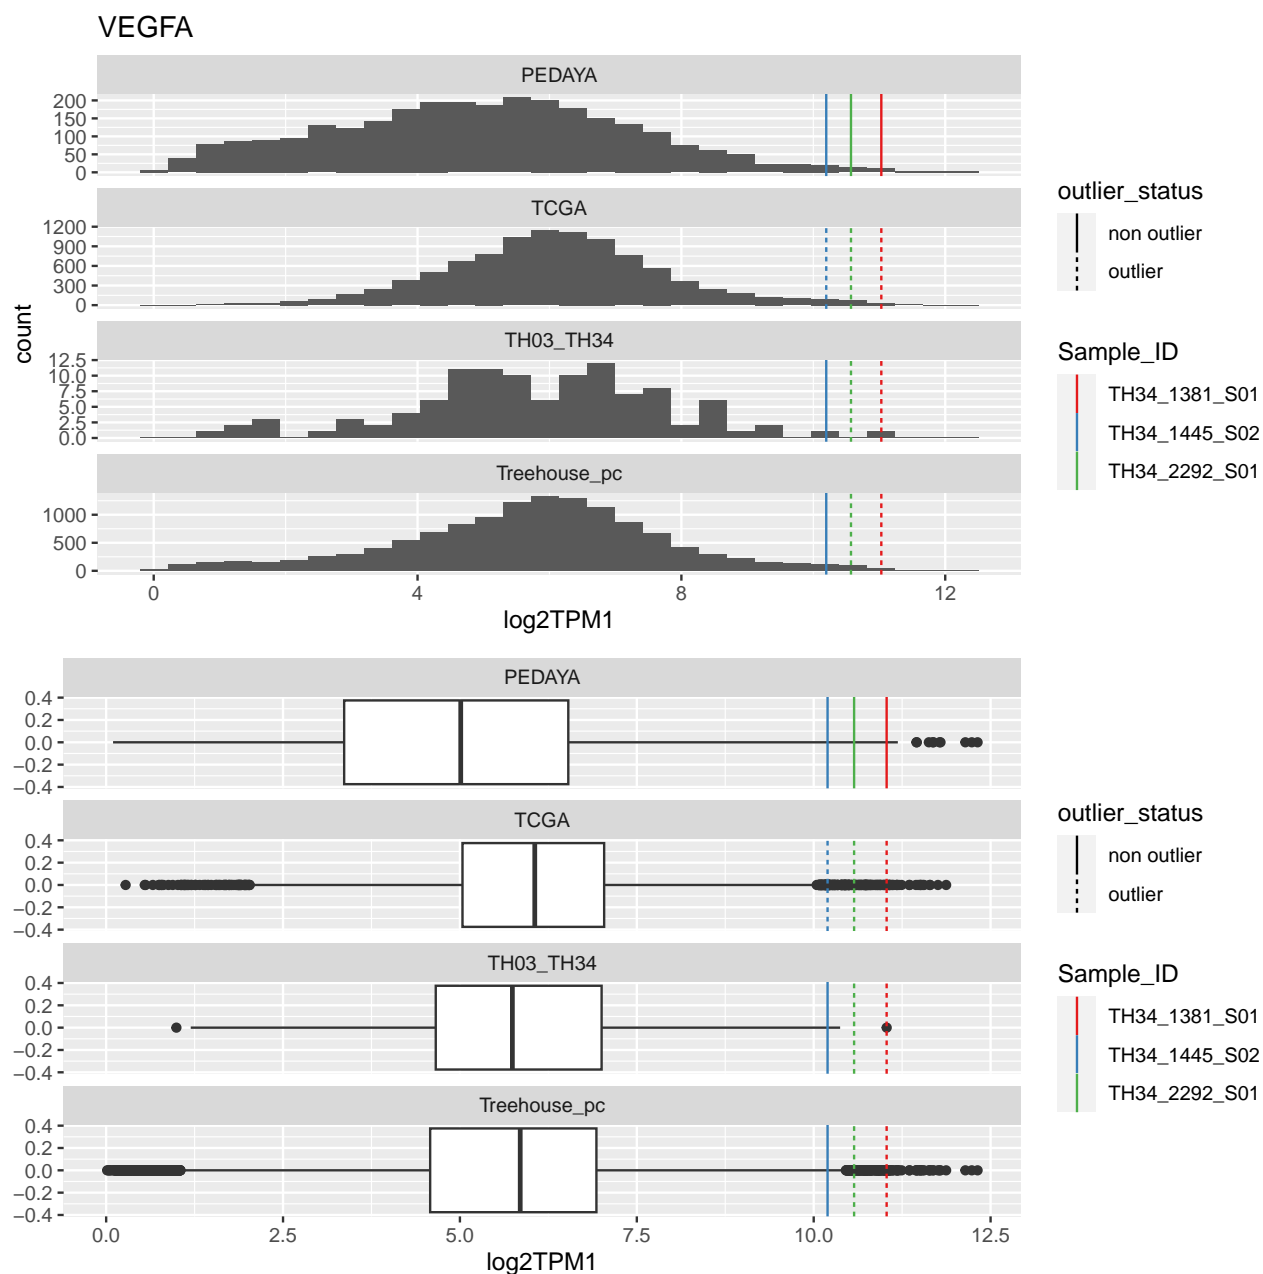 VEGFA
PEDAYA
200
150
100
50
0
TCGA
1200
900
600
300
0
TH03_TH34
12.5
10.0
7.5
5.0
2.5
0.0
Treehouse_pc
1000
500
0
count
0 4 8 12
log2TPM1
outlier_status
non outlier
outlier
Sample_ID
TH34_1381_S01
TH34_1445_S02
TH34_2292_S01
PEDAYA
0.4
0.2
0.0
−0.2
−0.4
TCGA
0.4
0.2
0.0
−0.2
−0.4
TH03_TH34
0.4
0.2
0.0
−0.2
−0.4
Treehouse_pc
0.4
0.2
0.0
−0.2
−0.4
0.0 2.5 5.0 7.5 10.0 12.5
log2TPM1
outlier_status
non outlier
outlier
Sample_ID
TH34_1381_S01
TH34_1445_S02
TH34_2292_S01